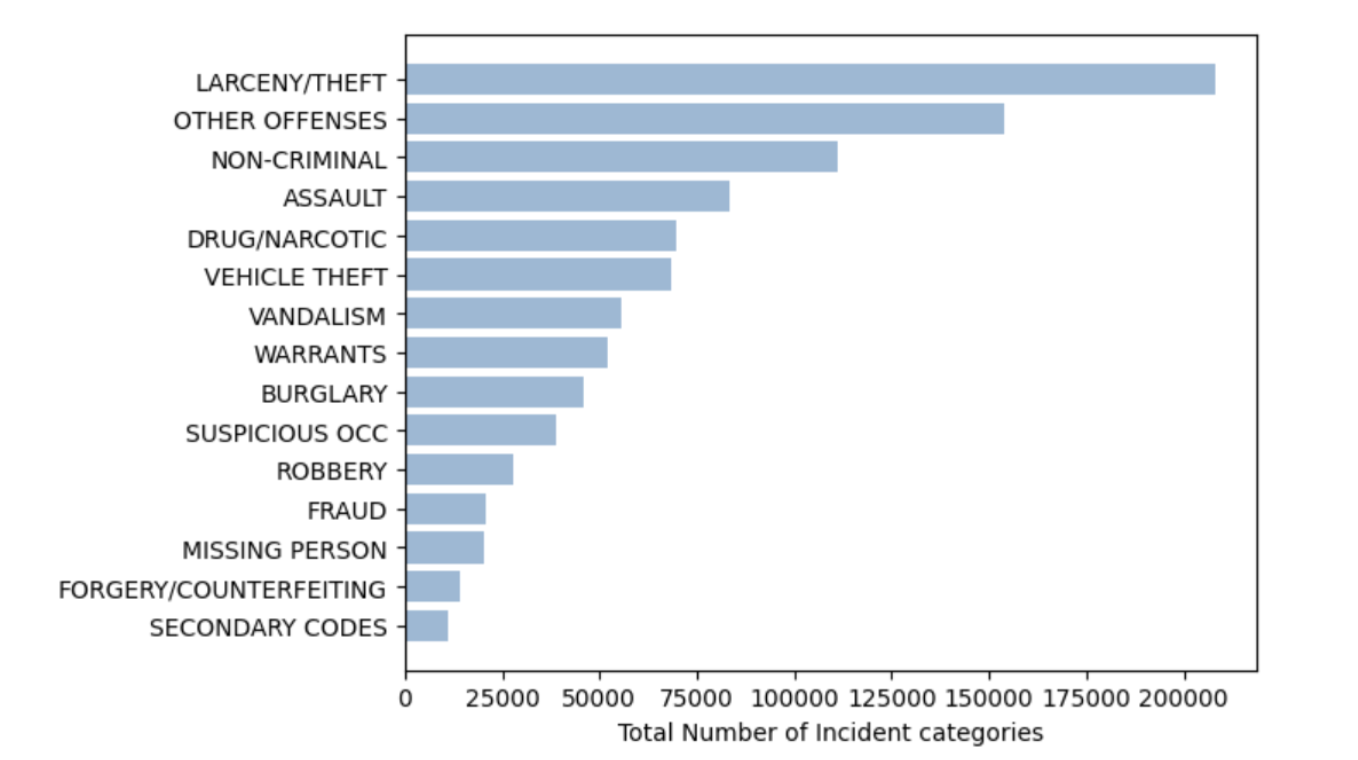 LARCENY/THEFT
OTHER OFFENSES
NON-CRIMINAL
ASSAULT
DRUG/NARCOTIC
VEHICLE THEFT
VANDALISM
WARRANTS
BURGLARY
SUSPICIOUS OCC
ROBBERY
FRAUD
MISSING PERSON
FORGERY/COUNTERFEITING
SECONDARY CODES
0 25000 50000 75000 100000 125000 150000 175000 200000
Total Number of Incident categories